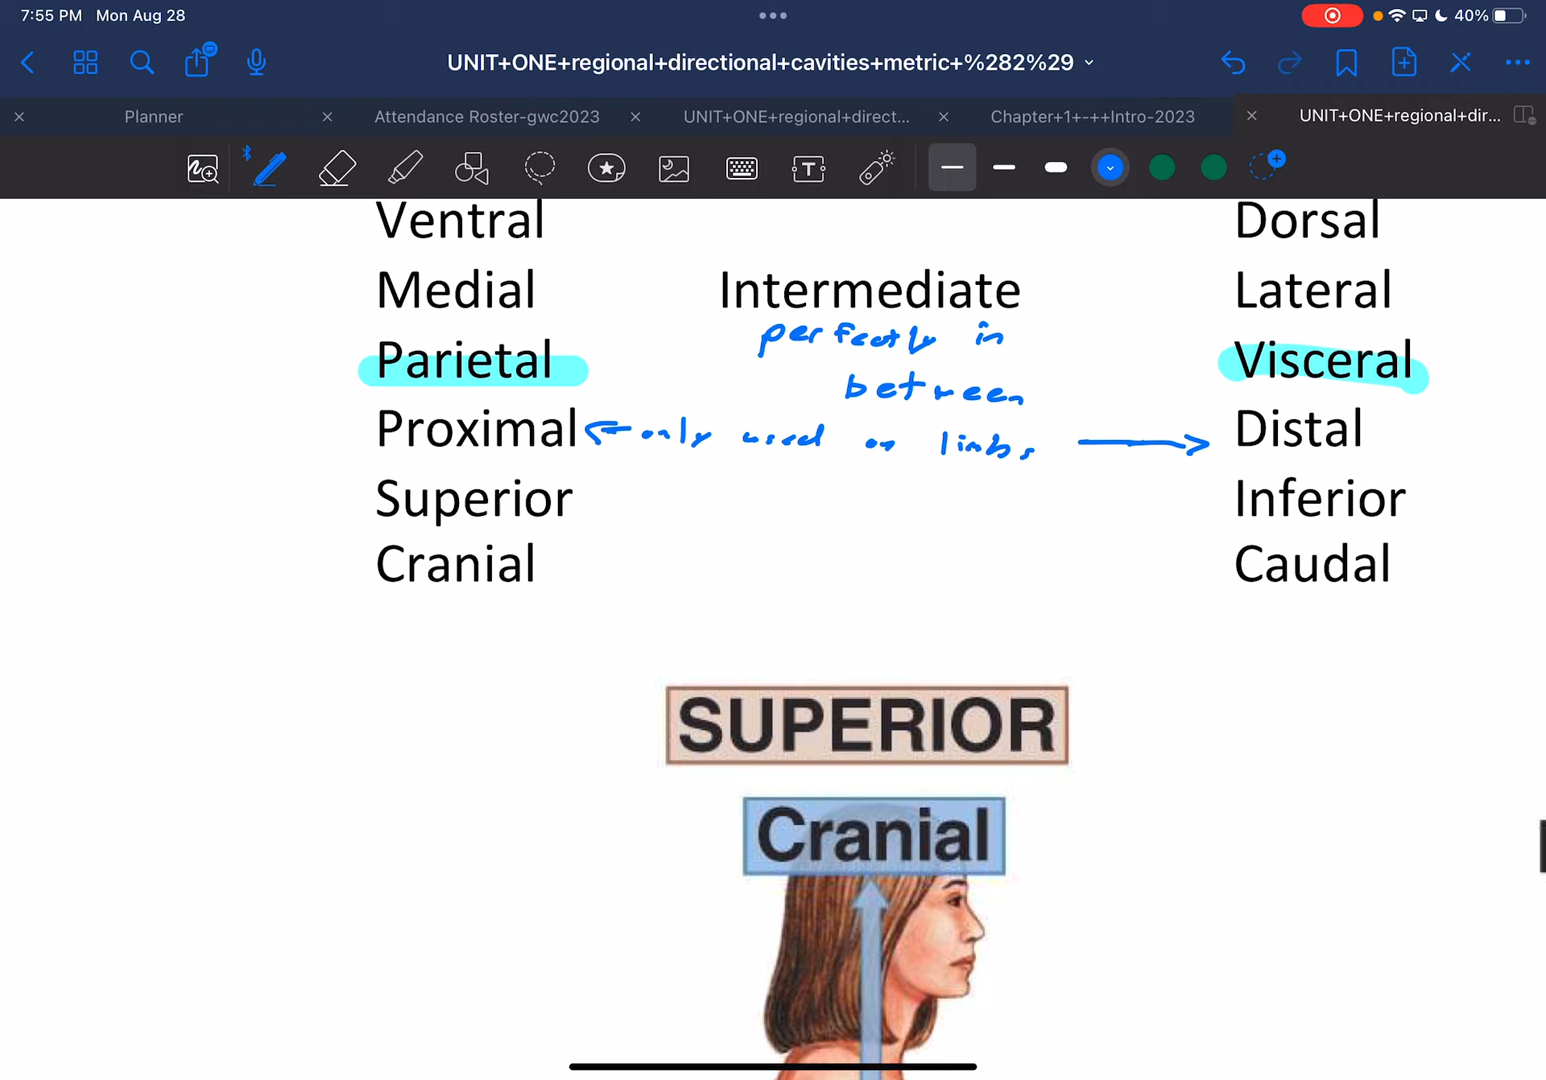 7:55 PM Mon Aug 28
40%
UNIT+ONE+regional+directional+cavities+metric+%282%29
Planner
Attendance Roster-gwc2023
UNIT+ONE+regional+direct...
Chapter+1+-++Intro-2023
UNIT+ONE+regional+dir...
Ventral Dorsal
Medial Intermediate Lateral
perfectly in
Parietal Visceral
between
Proximal only used on limbs Distal
Superior Inferior
Cranial Caudal
SUPERIOR
Cranial